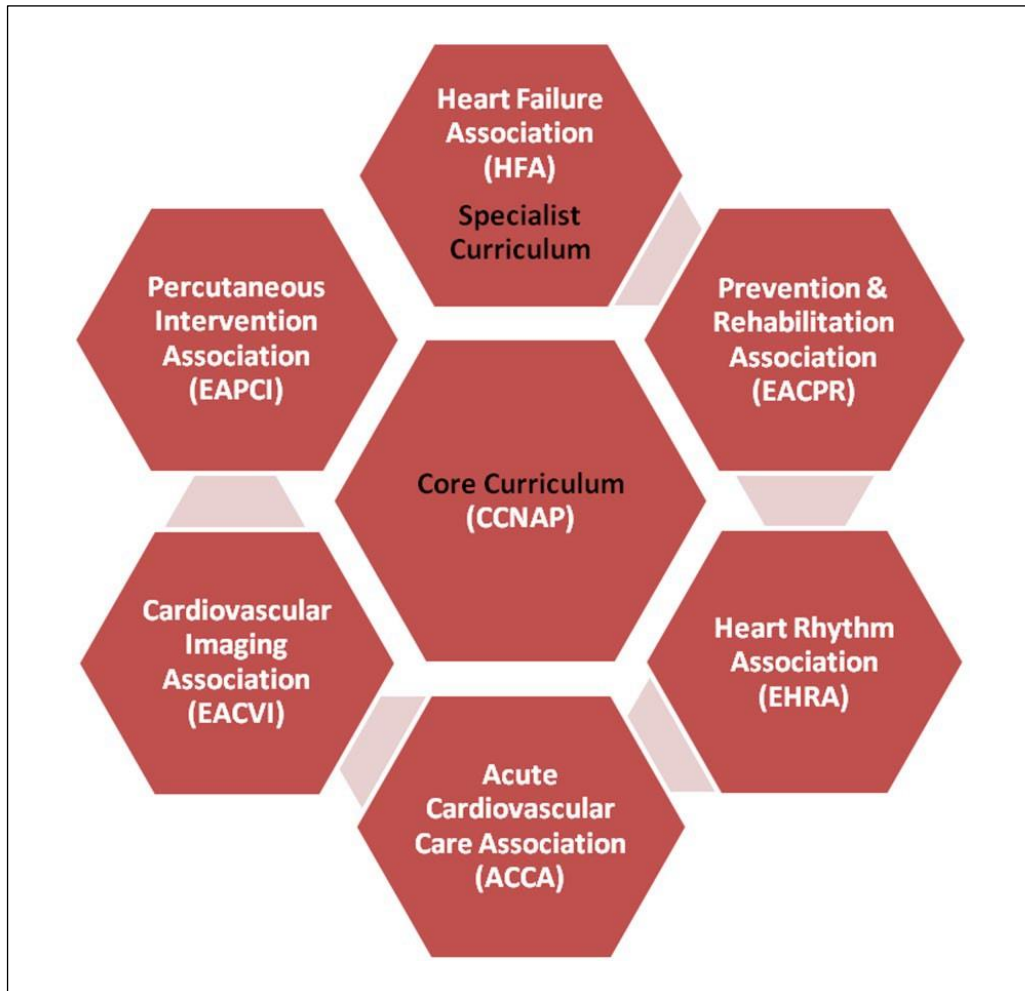 Heart Failure
Association
(HFA)
Specialist
Curriculum
Percutaneous
Intervention
Association
(EAPCI)
Prevention &
Rehabilitation
Association
(EACPR)
Core Curriculum
(CCNAP)
Cardiovascular
Imaging
Association
(EACVI)
Heart Rhythm
Association
(EHRA)
Acute
Cardiovascular
Care Association
(ACCA)